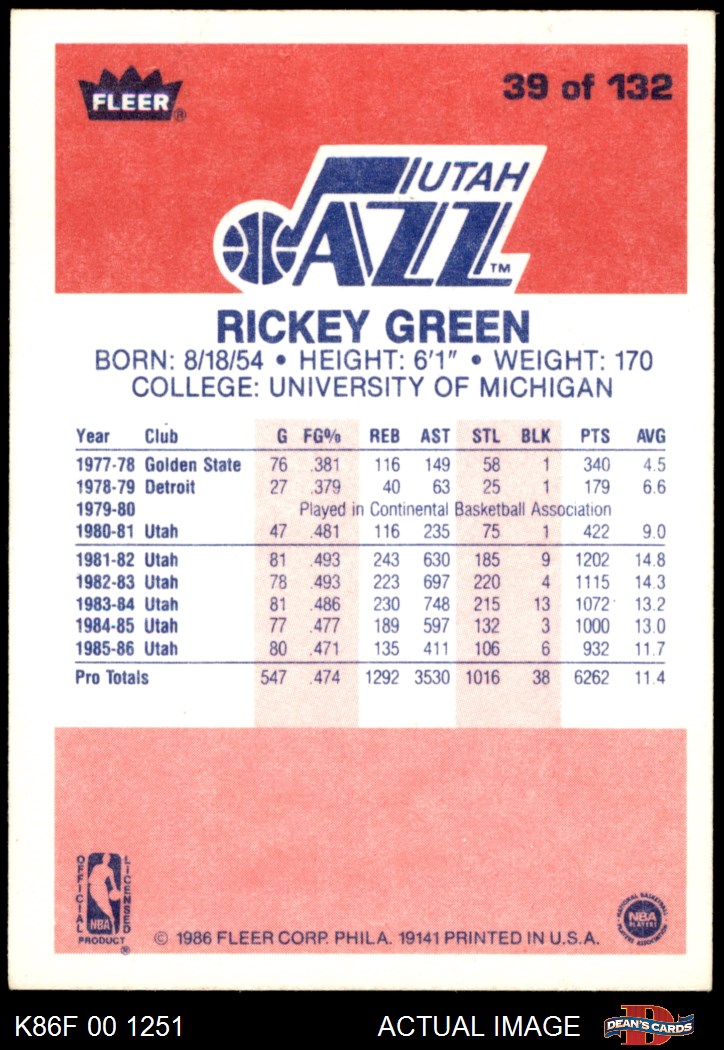 FLEER®
39 of 132
UTAH
JAZZ™
RICKEY GREEN
BORN: 8/18/54 • HEIGHT: 6'1" • WEIGHT: 170
COLLEGE: UNIVERSITY OF MICHIGAN
Year Club G FG% REB AST STL BLK PTS AVG
1977-78 Golden State 76 .381 116 149 58 1 340 4.5
1978-79 Detroit 27 .379 40 63 25 1 179 6.6
1979-80 Played in Continental Basketball Association
1980-81 Utah 47 .481 116 235 75 1 422 9.0
1981-82 Utah 81 .493 243 630 185 9 1202 14.8
1982-83 Utah 78 .493 223 697 220 4 1115 14.3
1983-84 Utah 81 .486 230 748 215 13 1072 13.2
1984-85 Utah 77 .477 189 597 132 3 1000 13.0
1985-86 Utah 80 .471 135 411 106 6 932 11.7
Pro Totals 547 .474 1292 3530 1016 38 6262 11.4
OFFICIAL
LICENSED
NBA
PRODUCT®
© 1986 FLEER CORP. PHILA. 19141 PRINTED IN U.S.A.
NATIONAL BASKETBALL
NBA
PLAYERS
PLAYERS ASSOCIATION
K86F 00 1251
ACTUAL IMAGE
D
DEAN'S CARDS